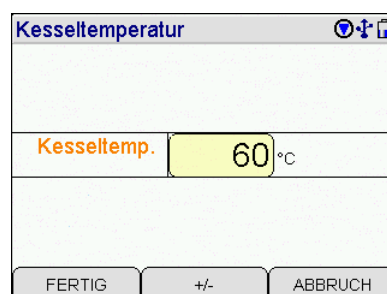 Kesseltemperatur
Kesseltemp. 60 °C
FERTIG +/- ABBRUCH